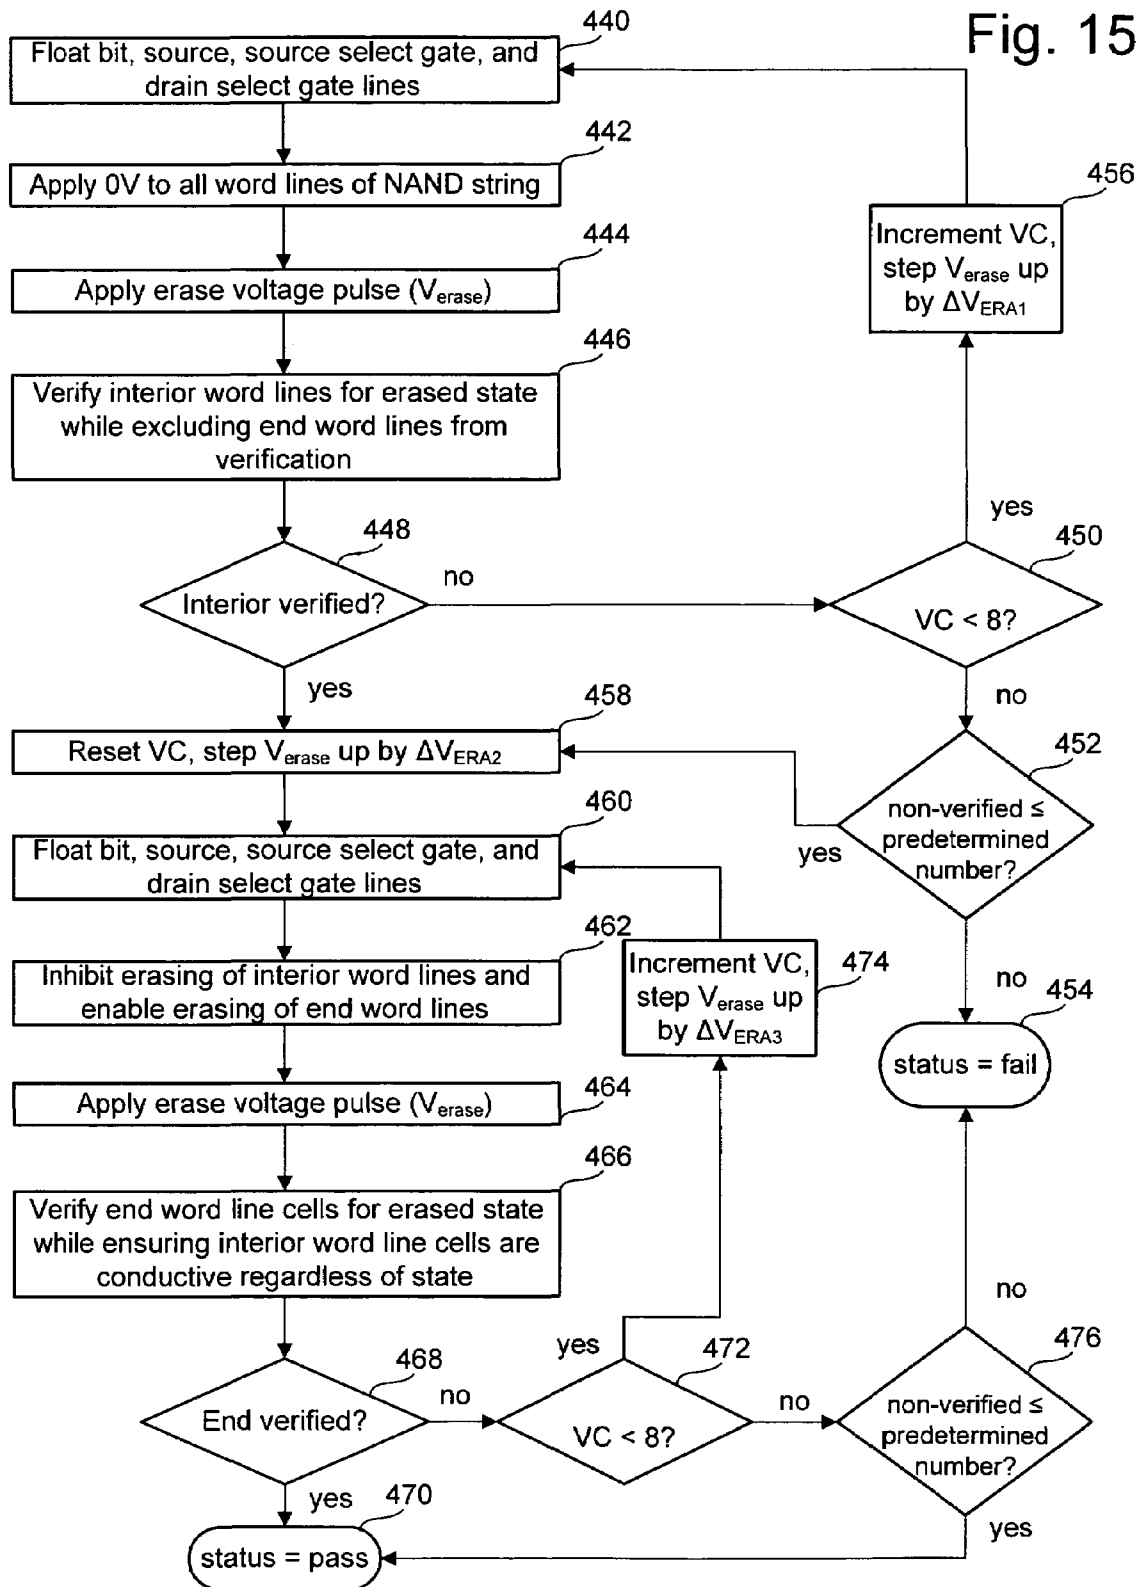 Fig. 15
440
Float bit, source, source select gate, and
drain select gate lines
442
Apply 0V to all word lines of NAND string
456
Increment VC,
step Verase up
by ΔVERA1
444
Apply erase voltage pulse (Verase)
446
Verify interior word lines for erased state
while excluding end word lines from
verification
yes
448
Interior verified?
no
450
VC < 8?
yes
no
458
Reset VC, step Verase up by ΔVERA2
452
non-verified ≤
predetermined
number?
yes
no
460
Float bit, source, source select gate, and
drain select gate lines
462
Inhibit erasing of interior word lines and
enable erasing of end word lines
Increment VC,
step Verase up
by ΔVERA3
474
454
status = fail
Apply erase voltage pulse (Verase)
464
466
Verify end word line cells for erased state
while ensuring interior word line cells are
conductive regardless of state
no
468
End verified?
no
yes
472
VC < 8?
no
476
non-verified ≤
predetermined
number?
yes
yes
470
status = pass